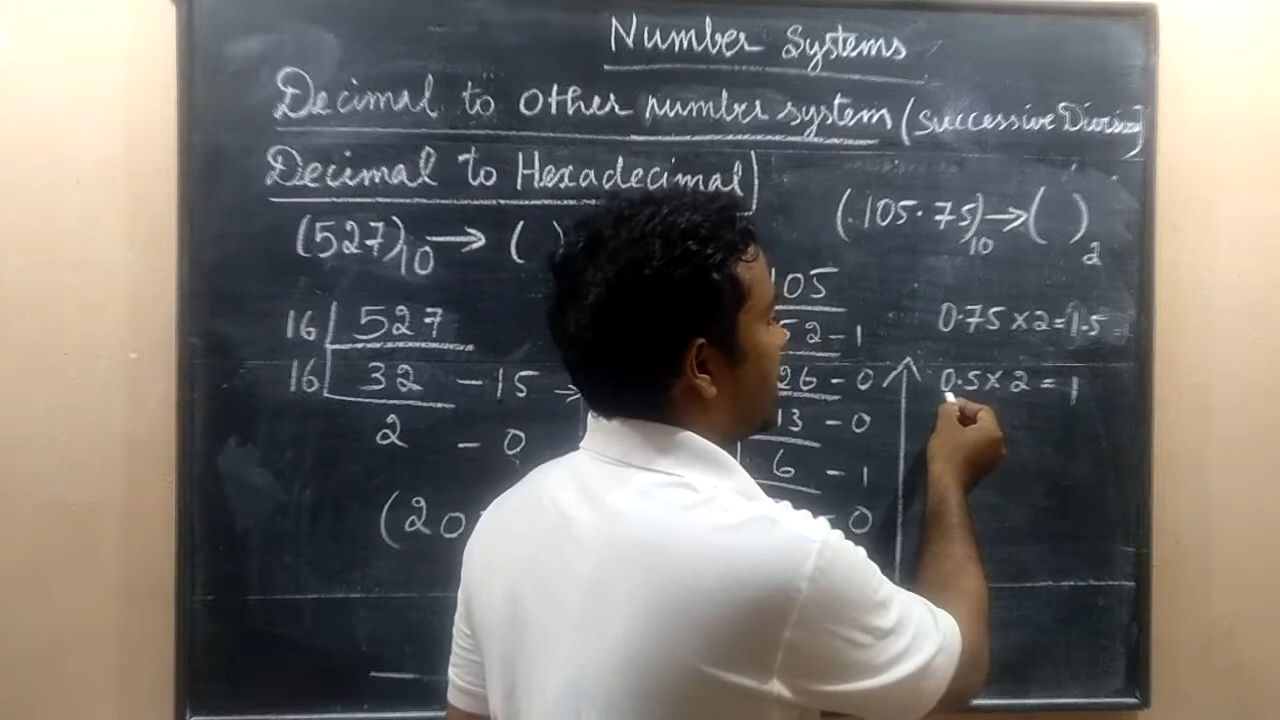 Number Systems
Decimal to Other number system (Successive Division)
Decimal to Hexadecimal)
(527)10 → ( )
(105.75)10 → ( )2
16 527
16 32 - 15 →
2 - 0
(20
105
52 - 1
26 - 0
13 - 0
6 - 1
- 0
0.75 × 2 = 1.5
0.5 × 2 = 1